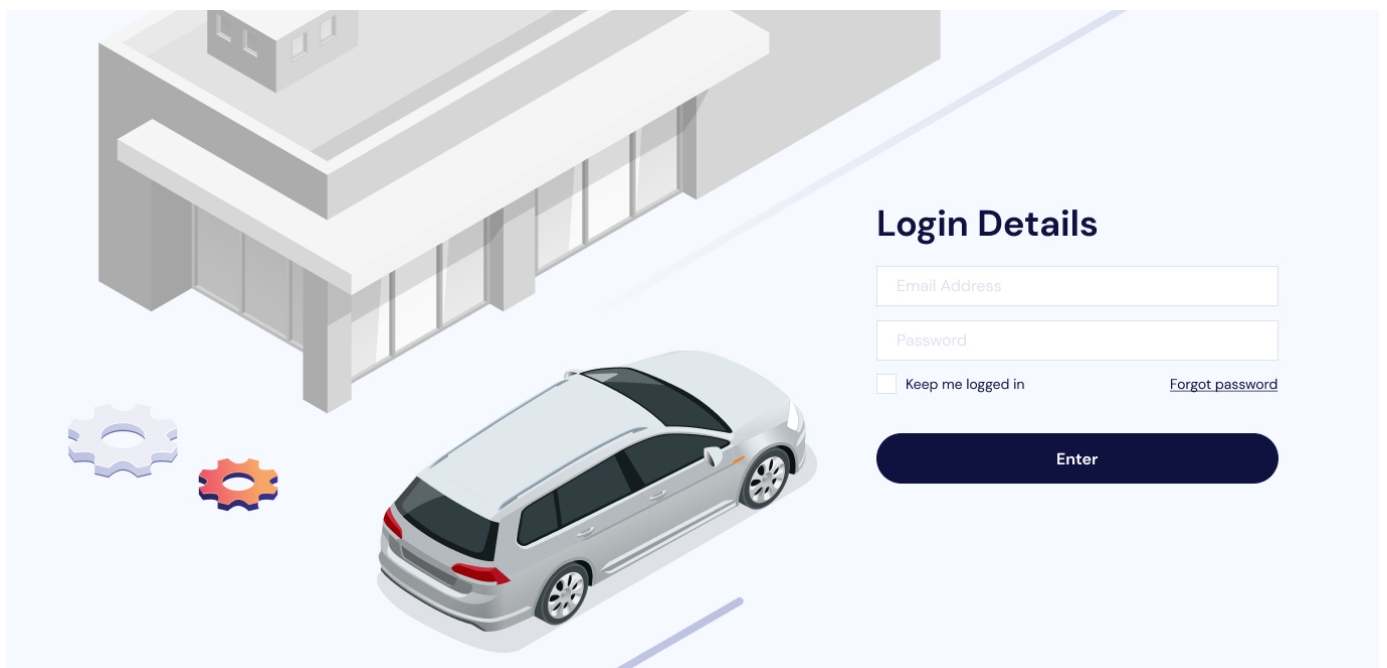 Login Details
Email Address
Password
Keep me logged in
Forgot password
Enter